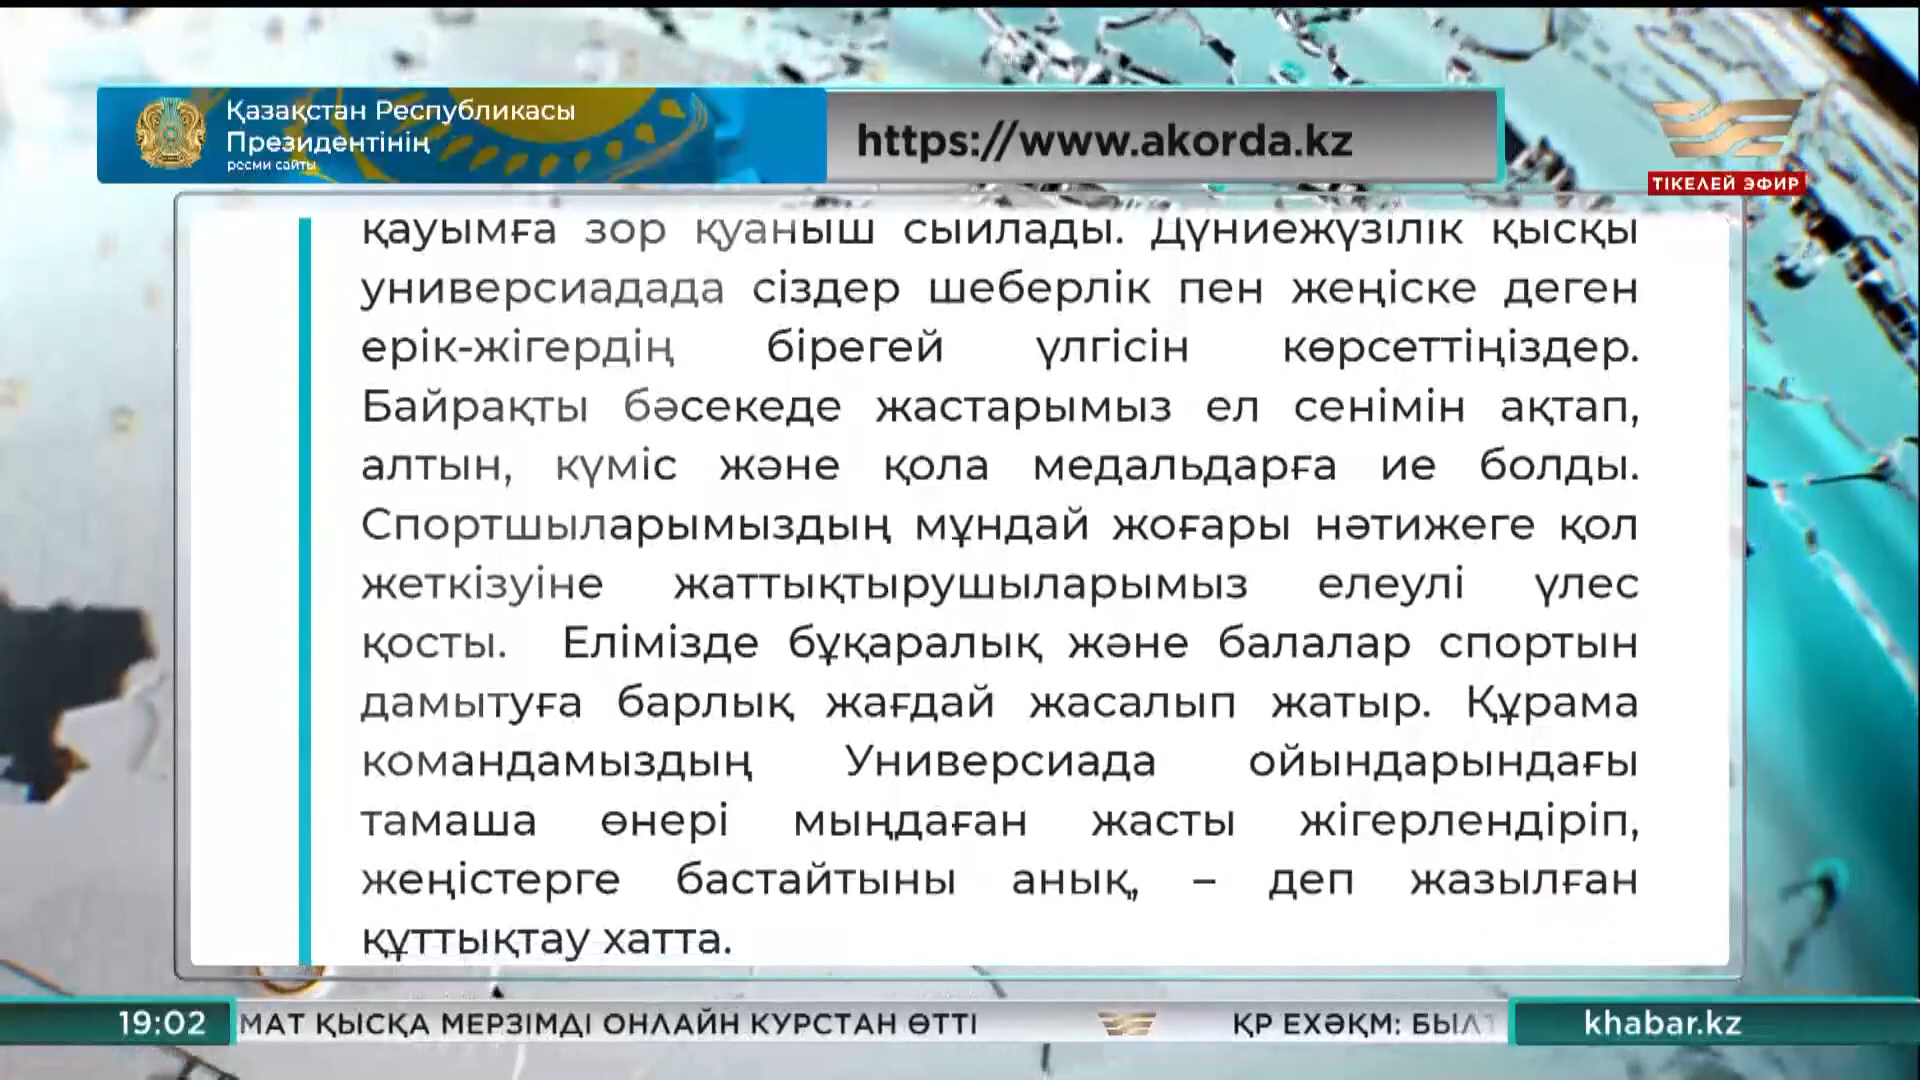 Қазақстан Республикасы
Президентінің
ресми сайты
https://www.akorda.kz
ТІКЕЛЕЙ ЭФИР
қауымға зор қуаныш сыйлады. Дүниежүзілік қысқы
универсиадада сіздер шеберлік пен жеңіске деген
ерік-жігердің бірегей үлгісін көрсеттіңіздер.
Байрақты бәсекеде жастарымыз ел сенімін ақтап,
алтын, күміс және қола медальдарға ие болды.
Спортшыларымыздың мұндай жоғары нәтижеге қол
жеткізуіне жаттықтырушыларымыз елеулі үлес
қосты. Елімізде бұқаралық және балалар спортын
дамытуға барлық жағдай жасалып жатыр. Құрама
командамыздың Универсиада ойындарындағы
тамаша өнері мыңдаған жасты жігерлендіріп,
жеңістерге бастайтыны анық, – деп жазылған
құттықтау хатта.
19:02 МАТ ҚЫСҚА МЕРЗІМДІ ОНЛАЙН КУРСТАН ӨТТІ ҚР ЕХӘҚМ: БЫЛ khabar.kz